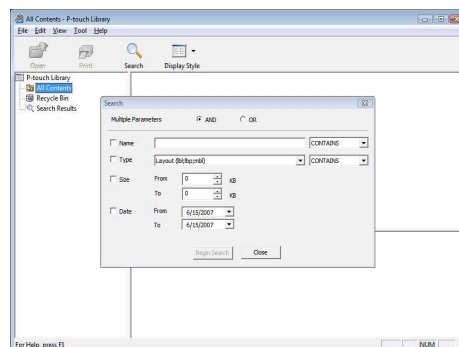 All Contents - P-touch Library
File Edit View Tool Help
Open Print Search Display Style
P-touch Library
All Contents
Recycle Bin
Search Results
Search
Multiple Parameters AND OR
Name CONTAINS
Type Layout (lbl;lbp;mbl) CONTAINS
Size From 0 KB
To 0 KB
Date From 6/15/2007
To 6/15/2007
Begin Search Close
For Help, press F1 NUM